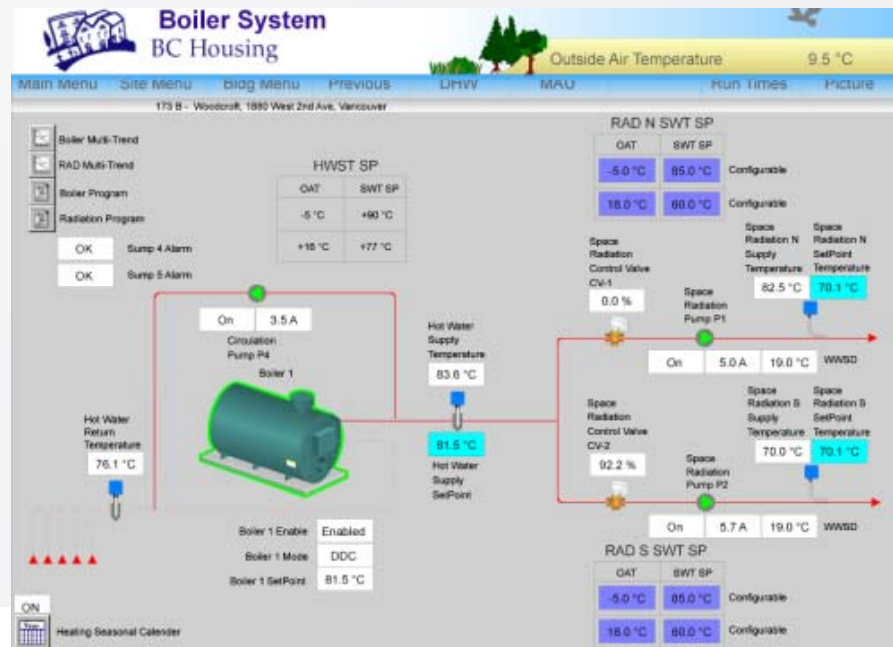 Boiler System
BC Housing
Outside Air Temperature 9.5 °C
Main Menu Site Menu Bldg Menu Previous DHW MAU Run Times Picture
173 B - Woodcroft, 1880 West 2nd Ave, Vancouver
Boiler Multi-Trend
RAD Multi-Trend
Boiler Program
Radiation Program
OK Sump 4 Alarm
OK Sump 5 Alarm
HWST SP
OAT SWT SP
-5 °C +90 °C
+16 °C +77 °C
RAD N SWT SP
OAT SWT SP
-5.0 °C 85.0 °C Configurable
18.0 °C 60.0 °C Configurable
On 3.5 A
Circulation
Pump P4
Boiler 1
Hot Water
Supply
Temperature
83.6 °C
81.5 °C
Hot Water
Supply
SetPoint
Hot Water
Return
Temperature
76.1 °C
Space
Radiation
Control Valve
CV-1
0.0 %
Space
Radiation
Pump P1
Space
Radiation N
Supply
Temperature
82.5 °C
Space
Radiation N
SetPoint
Temperature
70.1 °C
On 5.0 A 19.0 °C WWSD
Space
Radiation
Control Valve
CV-2
92.2 %
Space
Radiation
Pump P2
Space
Radiation S
Supply
Temperature
70.0 °C
Space
Radiation S
SetPoint
Temperature
70.1 °C
On 5.7 A 19.0 °C WWSD
Boiler 1 Enable Enabled
Boiler 1 Mode DDC
Boiler 1 SetPoint 81.5 °C
RAD S SWT SP
OAT SWT SP
-5.0 °C 85.0 °C Configurable
18.0 °C 60.0 °C Configurable
ON
Heating Seasonal Calender